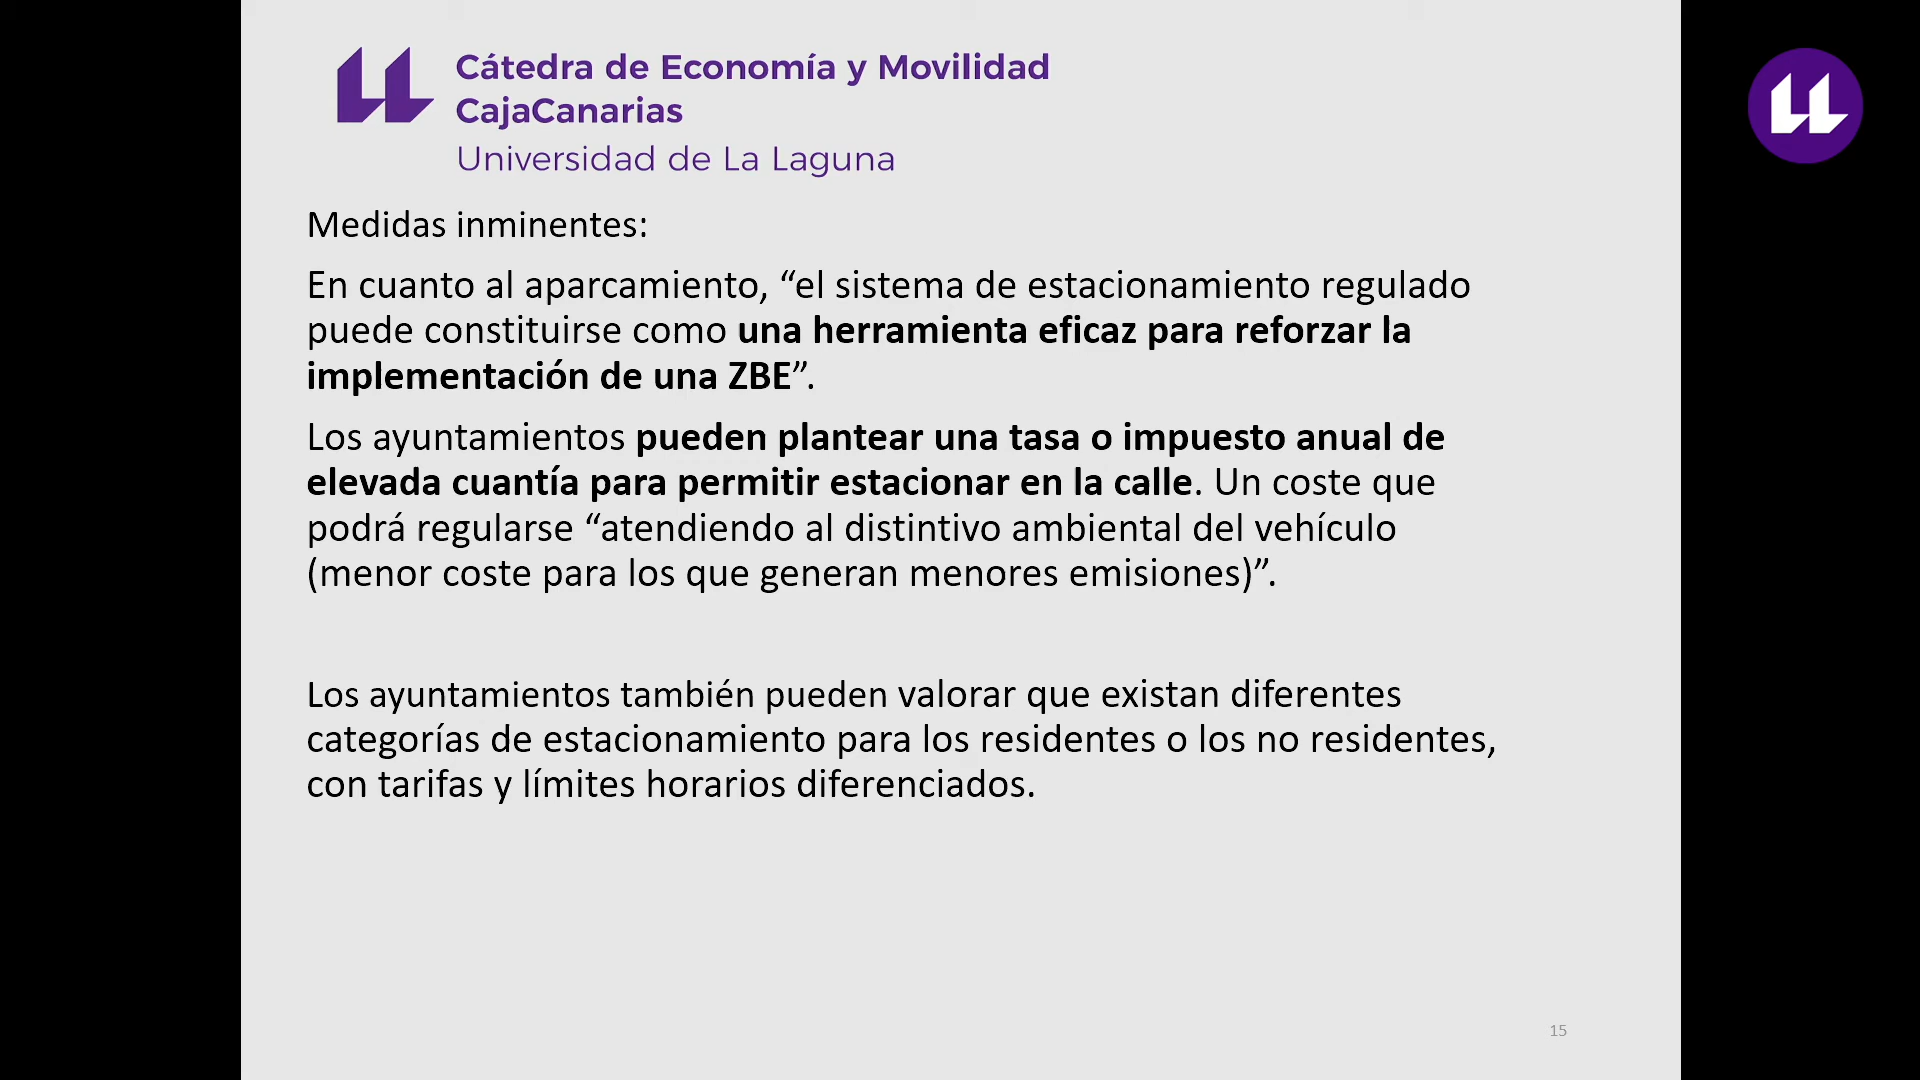 Cátedra de Economía y Movilidad
CajaCanarias
Universidad de La Laguna
Medidas inminentes:
En cuanto al aparcamiento, “el sistema de estacionamiento regulado
puede constituirse como una herramienta eficaz para reforzar la
implementación de una ZBE”.
Los ayuntamientos pueden plantear una tasa o impuesto anual de
elevada cuantía para permitir estacionar en la calle. Un coste que
podrá regularse “atendiendo al distintivo ambiental del vehículo
(menor coste para los que generan menores emisiones)”.
Los ayuntamientos también pueden valorar que existan diferentes
categorías de estacionamiento para los residentes o los no residentes,
con tarifas y límites horarios diferenciados.
15